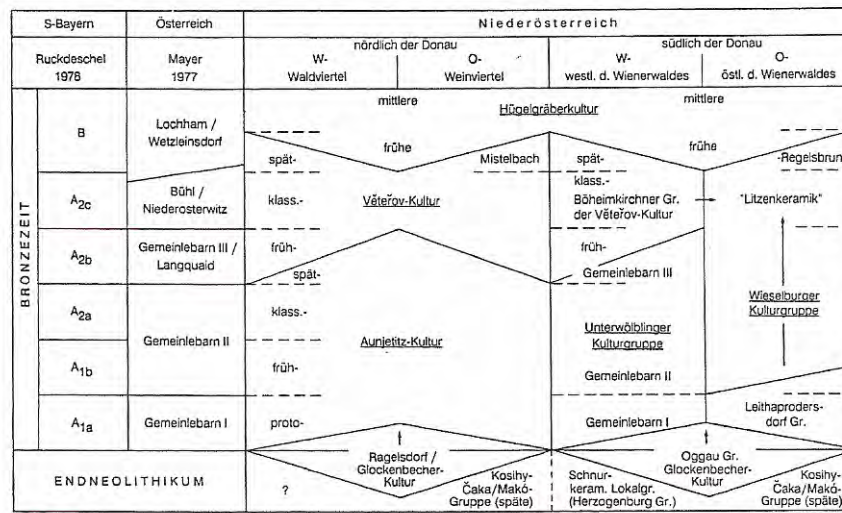 S-Bayern Österreich Niederösterreich
nördlich der Donau südlich der Donau
Ruckdeschel Mayer W- O- W- O-
1978 1977 Waldviertel Weinviertel westl. d. Wienerwaldes östl. d. Wienerwaldes
BRONZEZEIT
mittlere mittlere
Hügelgräberkultur
B Lochham /
Wetzleinsdorf
frühe frühe
spät- Mistelbach spät- -Regelsbrun
A2c Bühl /
Niederosterwitz
klass.- Věteřov-Kultur
klass.-
Böheimkirchner Gr.
der Věteřov-Kultur
"Litzenkeramik"
A2b Gemeinlebarn III /
Langquaid
früh- früh-
spät- Gemeinlebarn III
A2a klass.-
Gemeinlebarn II
Aunjetitz-Kultur
Unterwölblinger
Kulturgruppe
Wieselburger
Kulturgruppe
A1b früh- Gemeinlebarn II
A1a Gemeinlebarn I proto- Gemeinlebarn I
Leithaproders-
dorf Gr.
ENDNEOLITHIKUM
?
Ragelsdorf /
Glockenbecher-
Kultur
Kosihy-
Čaka/Makó-
Gruppe (späte)
Schnur-
keram. Lokalgr.
(Herzogenburg Gr.)
Oggau Gr.
Glockenbecher-
Kultur
Kosihy-
Čaka/Makó-
Gruppe (späte)